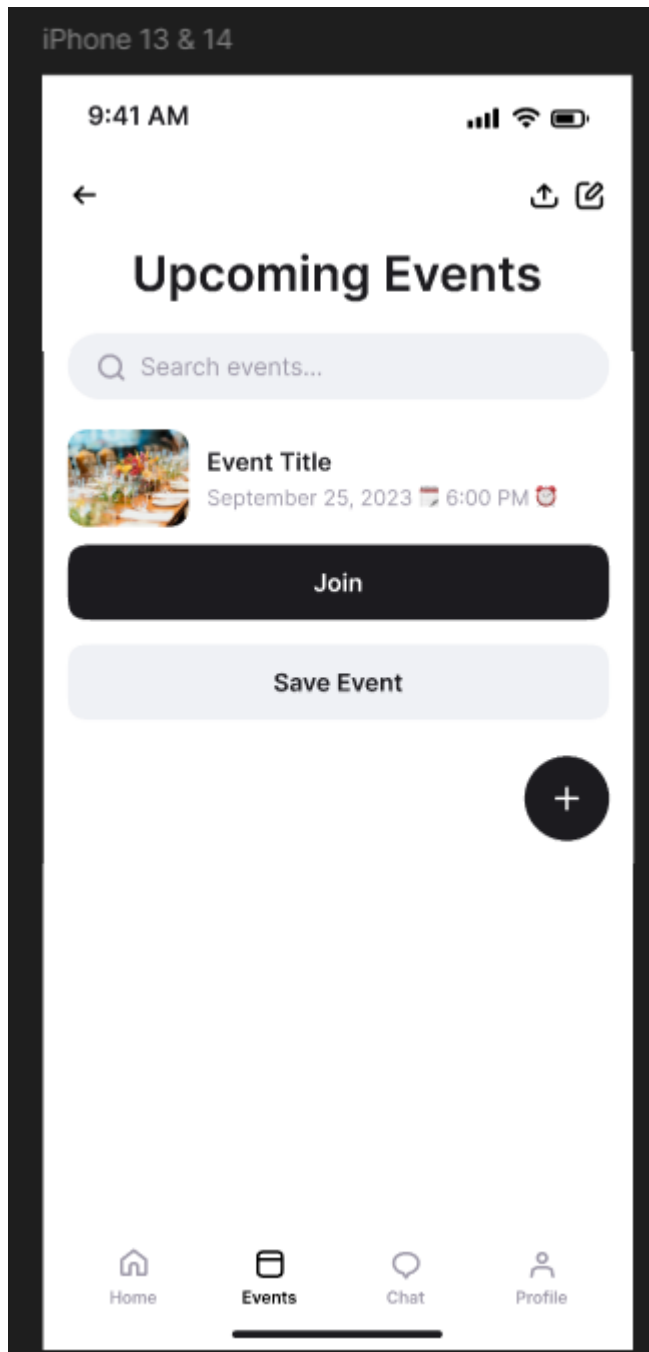 iPhone 13 & 14
9:41 AM
Upcoming Events
Search events...
Event Title
September 25, 2023 🗓️ 6:00 PM ⏰
Join
Save Event
+
Home Events Chat Profile